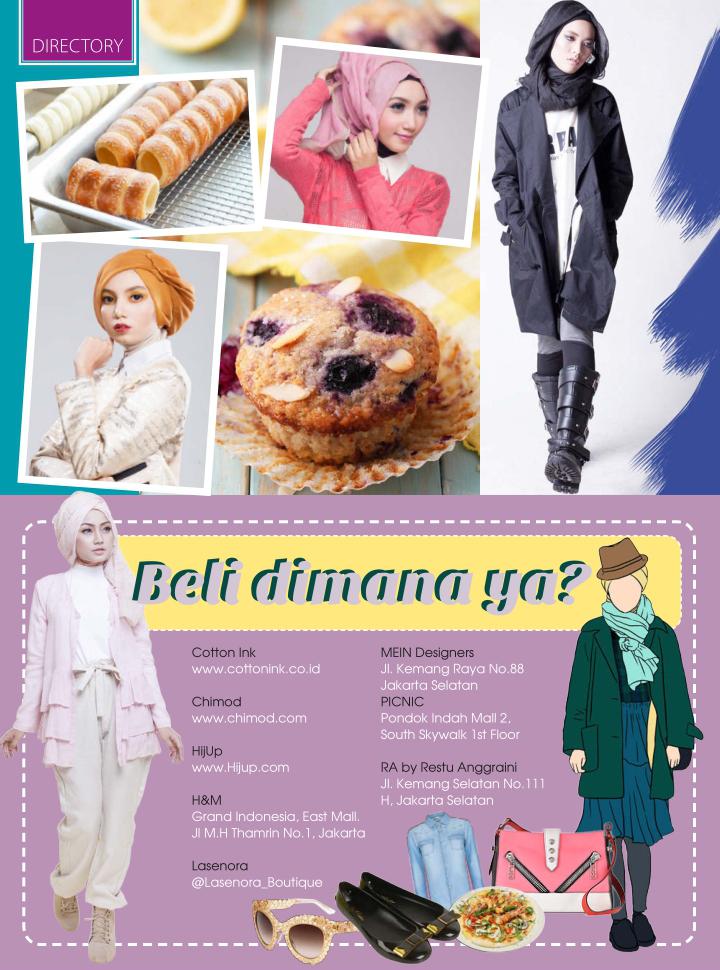 DIRECTORY
Beli dimana ya?
Cotton Ink
www.cottonink.co.id
Chimod
www.chimod.com
HijUp
www.Hijup.com
H&M
Grand Indonesia, East Mall.
Jl M.H Thamrin No.1, Jakarta
Lasenora
@Lasenora_Boutique
MEIN Designers
Jl. Kemang Raya No.88
Jakarta Selatan
PICNIC
Pondok Indah Mall 2,
South Skywalk 1st Floor
RA by Restu Anggraini
Jl. Kemang Selatan No.111
H, Jakarta Selatan